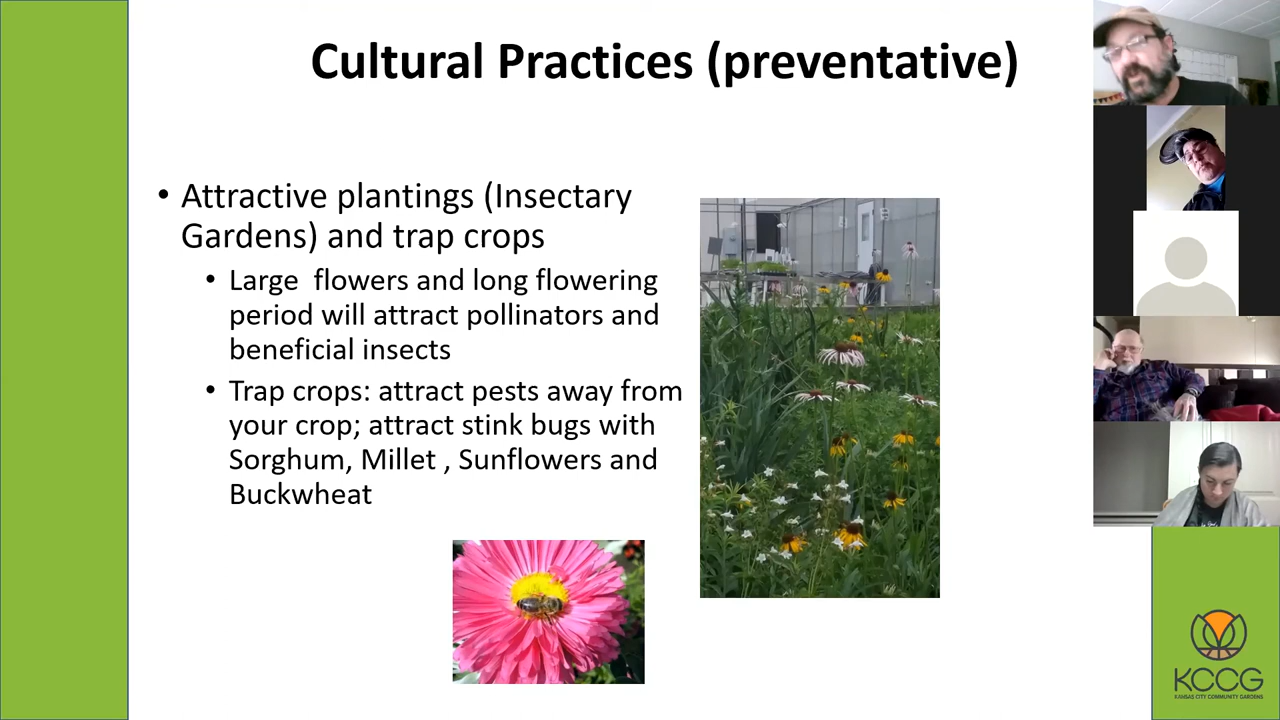 Cultural Practices (preventative)
• Attractive plantings (Insectary
Gardens) and trap crops
• Large  flowers and long flowering
period will attract pollinators and
beneficial insects
• Trap crops: attract pests away from
your crop; attract stink bugs with
Sorghum, Millet , Sunflowers and
Buckwheat
KCCG
KANSAS CITY COMMUNITY GARDENS